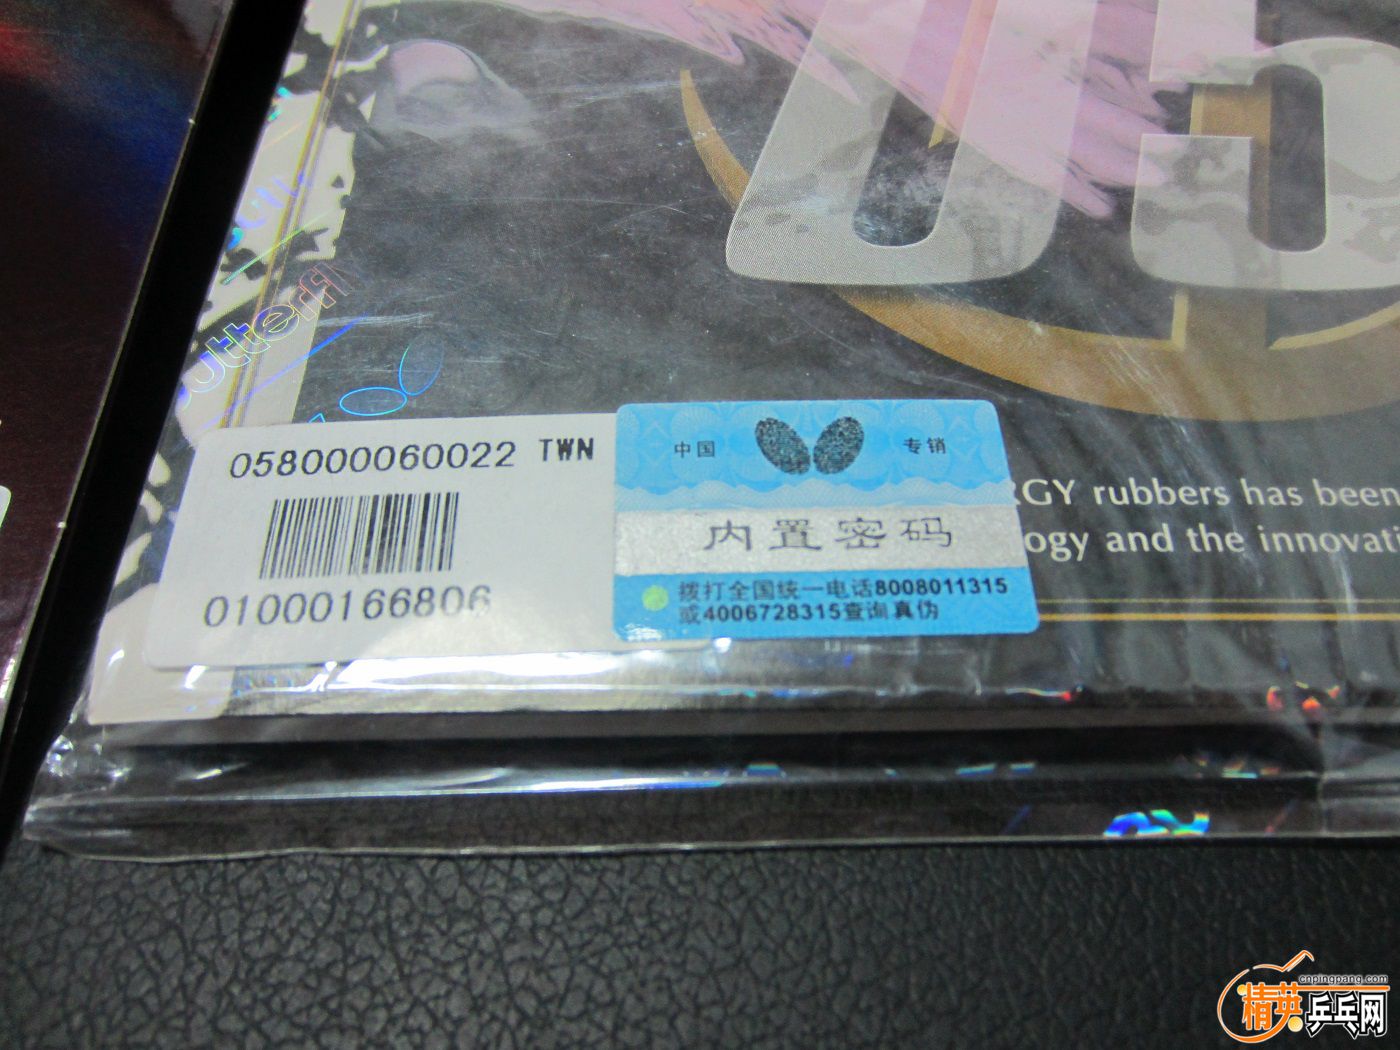 05
Butterfl
058000060022 TWN
01000166806
中国 专销
内置密码
拨打全国统一电话8008011315
或4006728315查询真伪
RGY rubbers has been
ogy and the innovati
cnpingpang.com
精英乒乓网